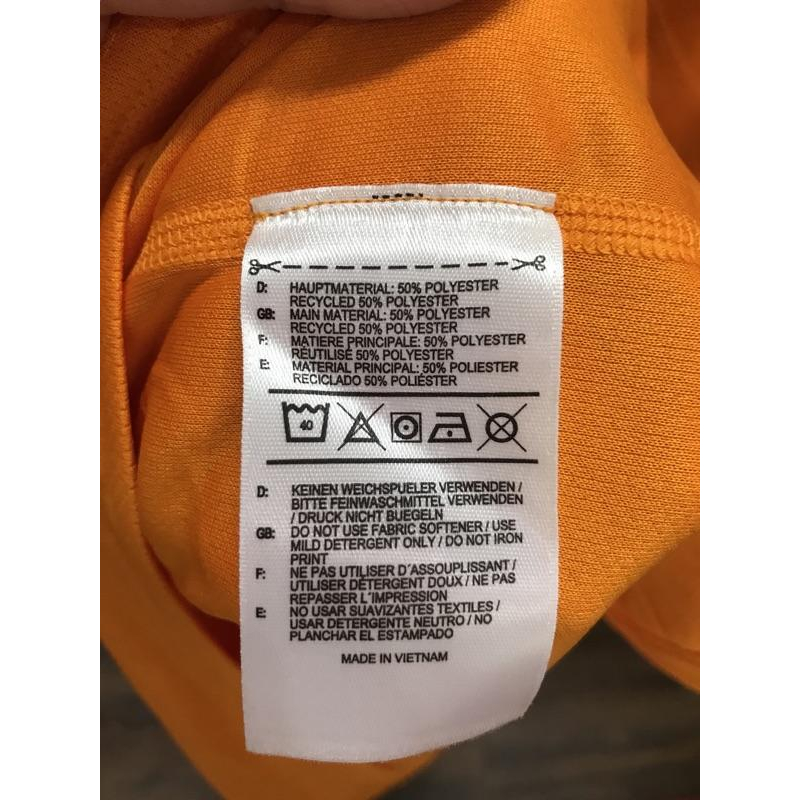 D: HAUPTMATERIAL: 50% POLYESTER
RECYCLED 50% POLYESTER
GB: MAIN MATERIAL: 50% POLYESTER
RECYCLED 50% POLYESTER
F: MATIERE PRINCIPALE: 50% POLYESTER
RÉUTILISÉ 50% POLYESTER
E: MATERIAL PRINCIPAL: 50% POLIESTER
RECICLADO 50% POLIÉSTER
40
D: KEINEN WEICHSPUELER VERWENDEN /
BITTE FEINWASCHMITTEL VERWENDEN
/ DRUCK NICHT BUEGELN
GB: DO NOT USE FABRIC SOFTENER / USE
MILD DETERGENT ONLY / DO NOT IRON
PRINT
F: NE PAS UTILISER D´ASSOUPLISSANT /
UTILISER DÉTERGENT DOUX / NE PAS
REPASSER L´IMPRESSION
E: NO USAR SUAVIZANTES TEXTILES /
USAR DETERGENTE NEUTRO / NO
PLANCHAR EL ESTAMPADO
MADE IN VIETNAM